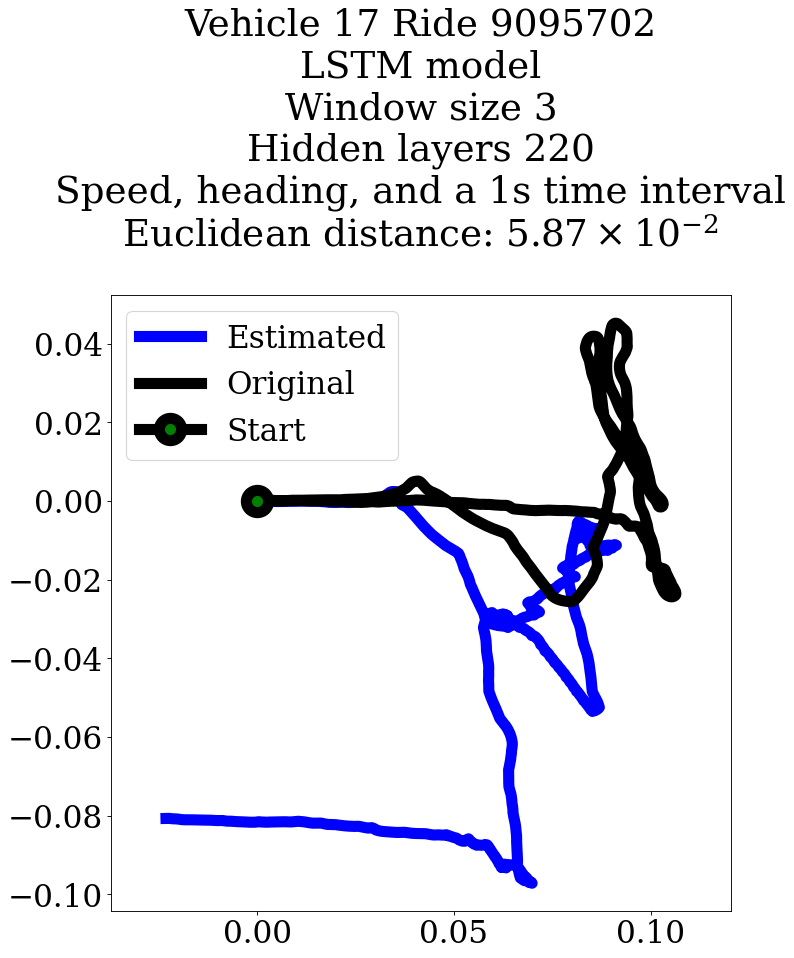 Vehicle 17 Ride 9095702
LSTM model
Window size 3
Hidden layers 220
Speed, heading, and a 1s time interval
Euclidean distance: 5.87 × 10⁻²
Estimated
Original
Start
0.04
0.02
0.00
−0.02
−0.04
−0.06
−0.08
−0.10
0.00 0.05 0.10